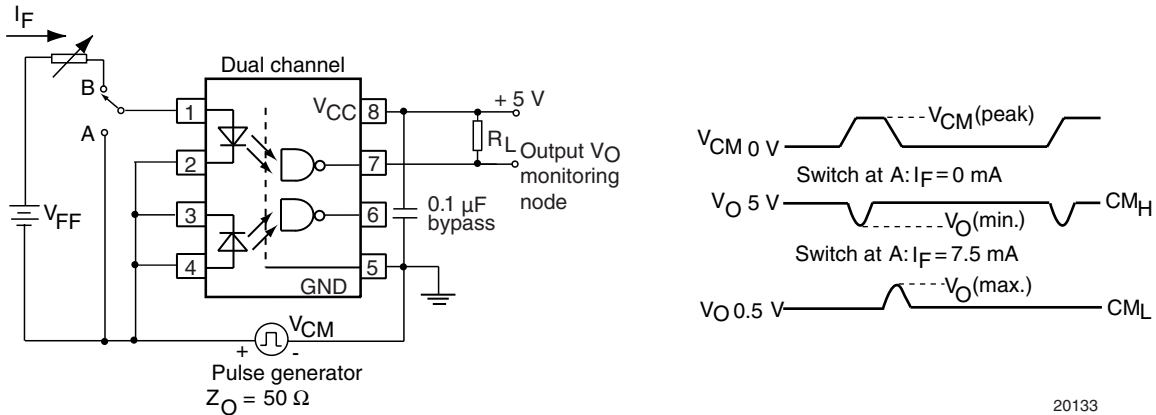 I_F
Dual channel
B
A
1
2
3
4
V_CC
8
7
6
5
GND
+ 5 V
R_L
Output V_O
monitoring
node
0.1 µF
bypass
V_FF
V_CM
+ -
Pulse generator
Z_O = 50 Ω
V_CM 0 V
V_CM (peak)
Switch at A: I_F = 0 mA
V_O 5 V
CM_H
V_O (min.)
Switch at A: I_F = 7.5 mA
V_O (max.)
V_O 0.5 V
CM_L
20133